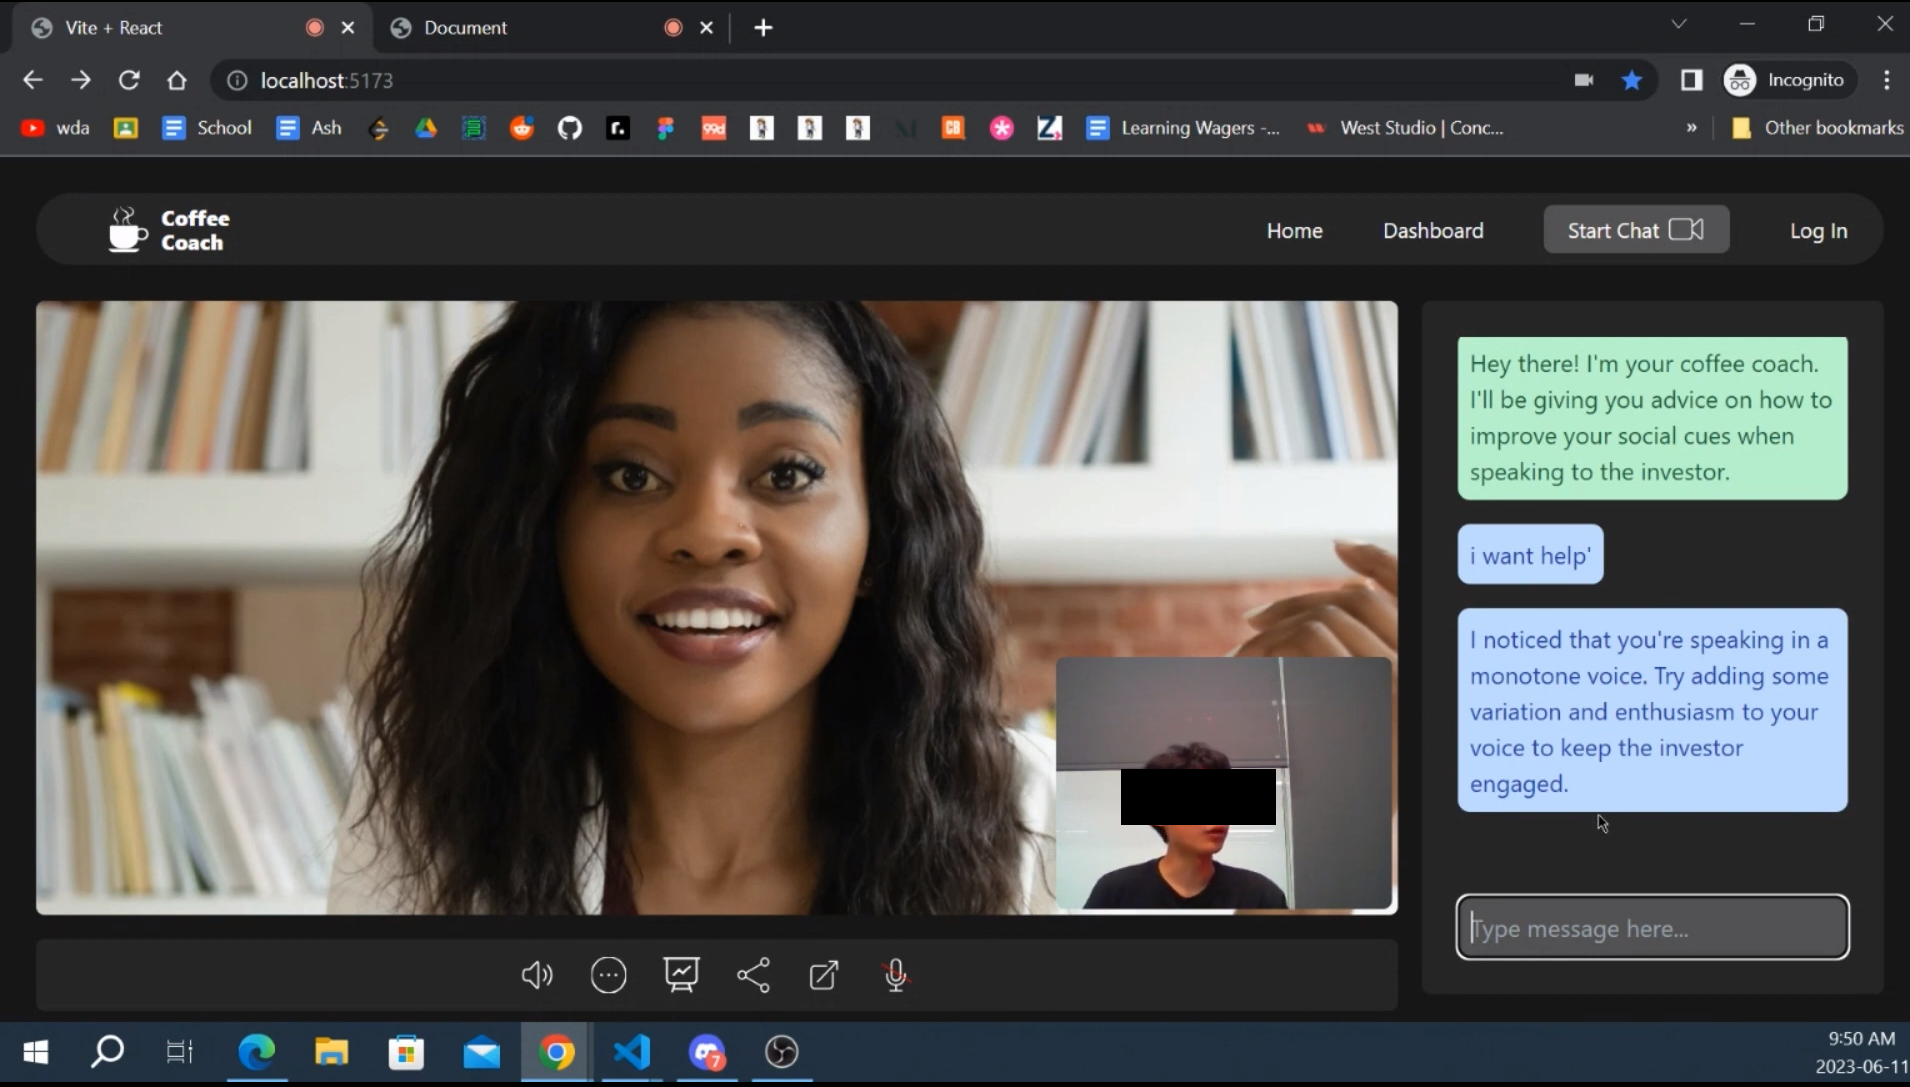 Vite + React
Document
localhost:5173
Incognito
wda
School
Ash
r.
99d
CB
Z
Learning Wagers -...
West Studio | Conc...
»
Other bookmarks
Coffee
Coach
Home
Dashboard
Start Chat
Log In
Hey there! I'm your coffee coach.
I'll be giving you advice on how to
improve your social cues when
speaking to the investor.
i want help'
I noticed that you're speaking in a
monotone voice. Try adding some
variation and enthusiasm to your
voice to keep the investor
engaged.
Type message here...
7
9:50 AM
2023-06-11